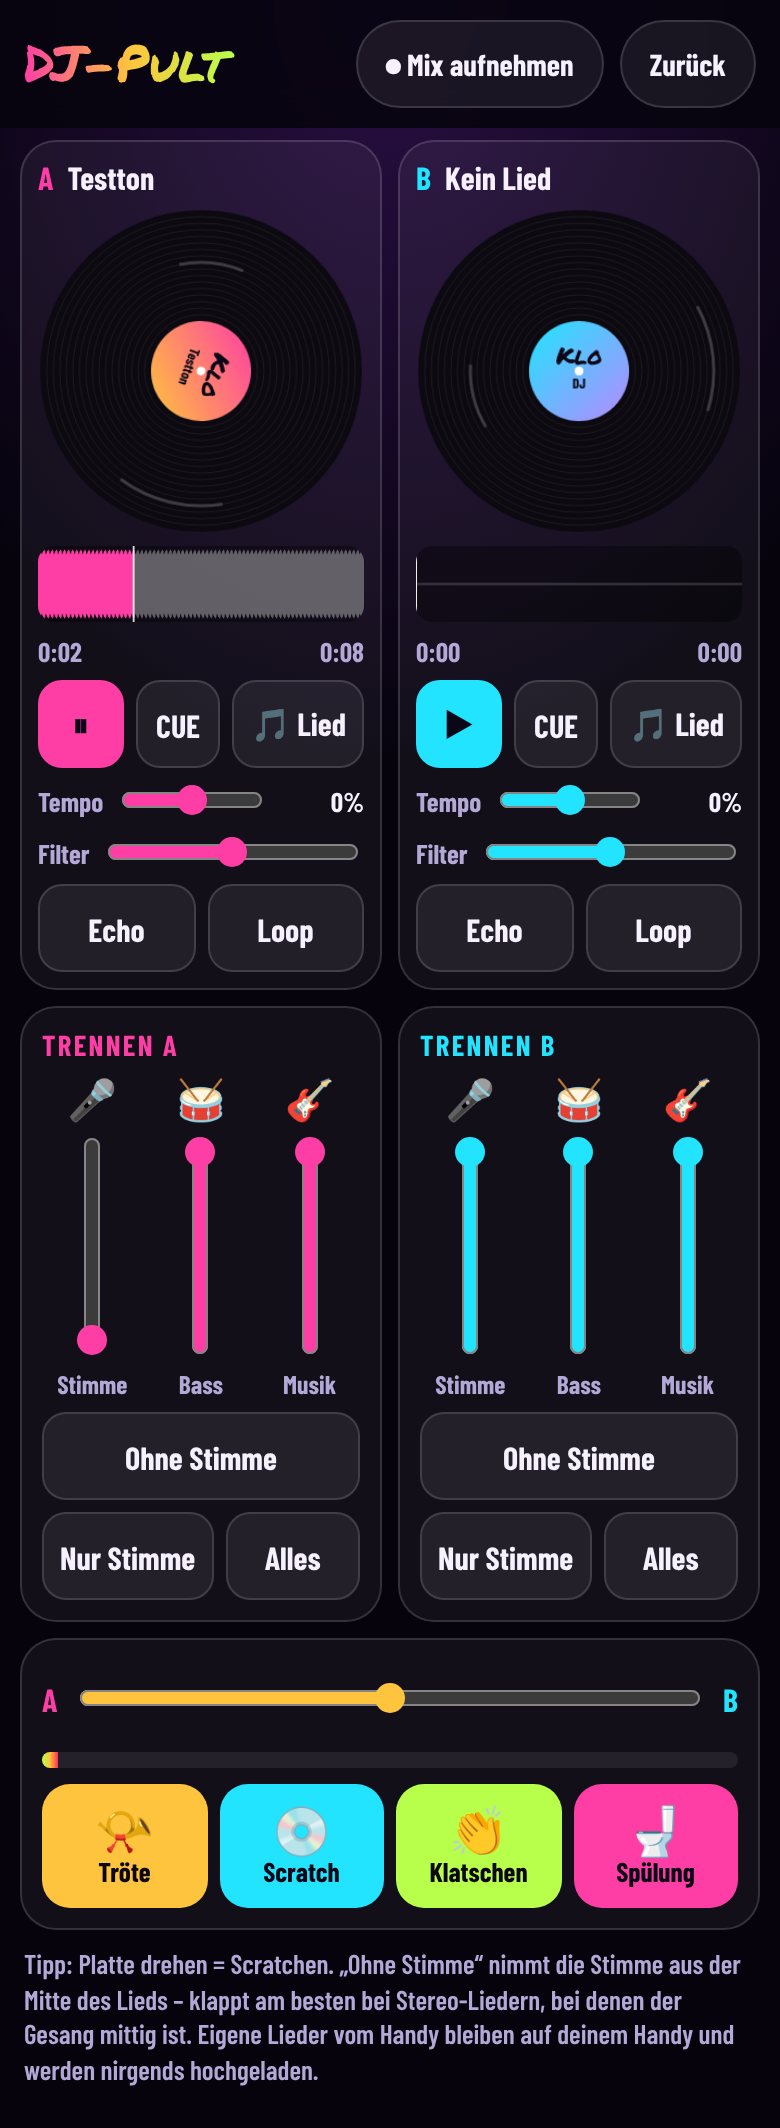 DJ-PULT
Mix aufnehmen
Zurück
A Testton
B Kein Lied
KLO
Testton
KLO
DJ
0:02 0:08
0:00 0:00
CUE
Lied
CUE
Lied
Tempo 0%
Tempo 0%
Filter
Filter
Echo
Loop
Echo
Loop
TRENNEN A
TRENNEN B
Stimme Bass Musik
Stimme Bass Musik
Ohne Stimme
Ohne Stimme
Nur Stimme
Alles
Nur Stimme
Alles
A B
Tröte
Scratch
Klatschen
Spülung
Tipp: Platte drehen = Scratchen. „Ohne Stimme“ nimmt die Stimme aus der
Mitte des Lieds – klappt am besten bei Stereo-Liedern, bei denen der
Gesang mittig ist. Eigene Lieder vom Handy bleiben auf deinem Handy und
werden nirgends hochgeladen.